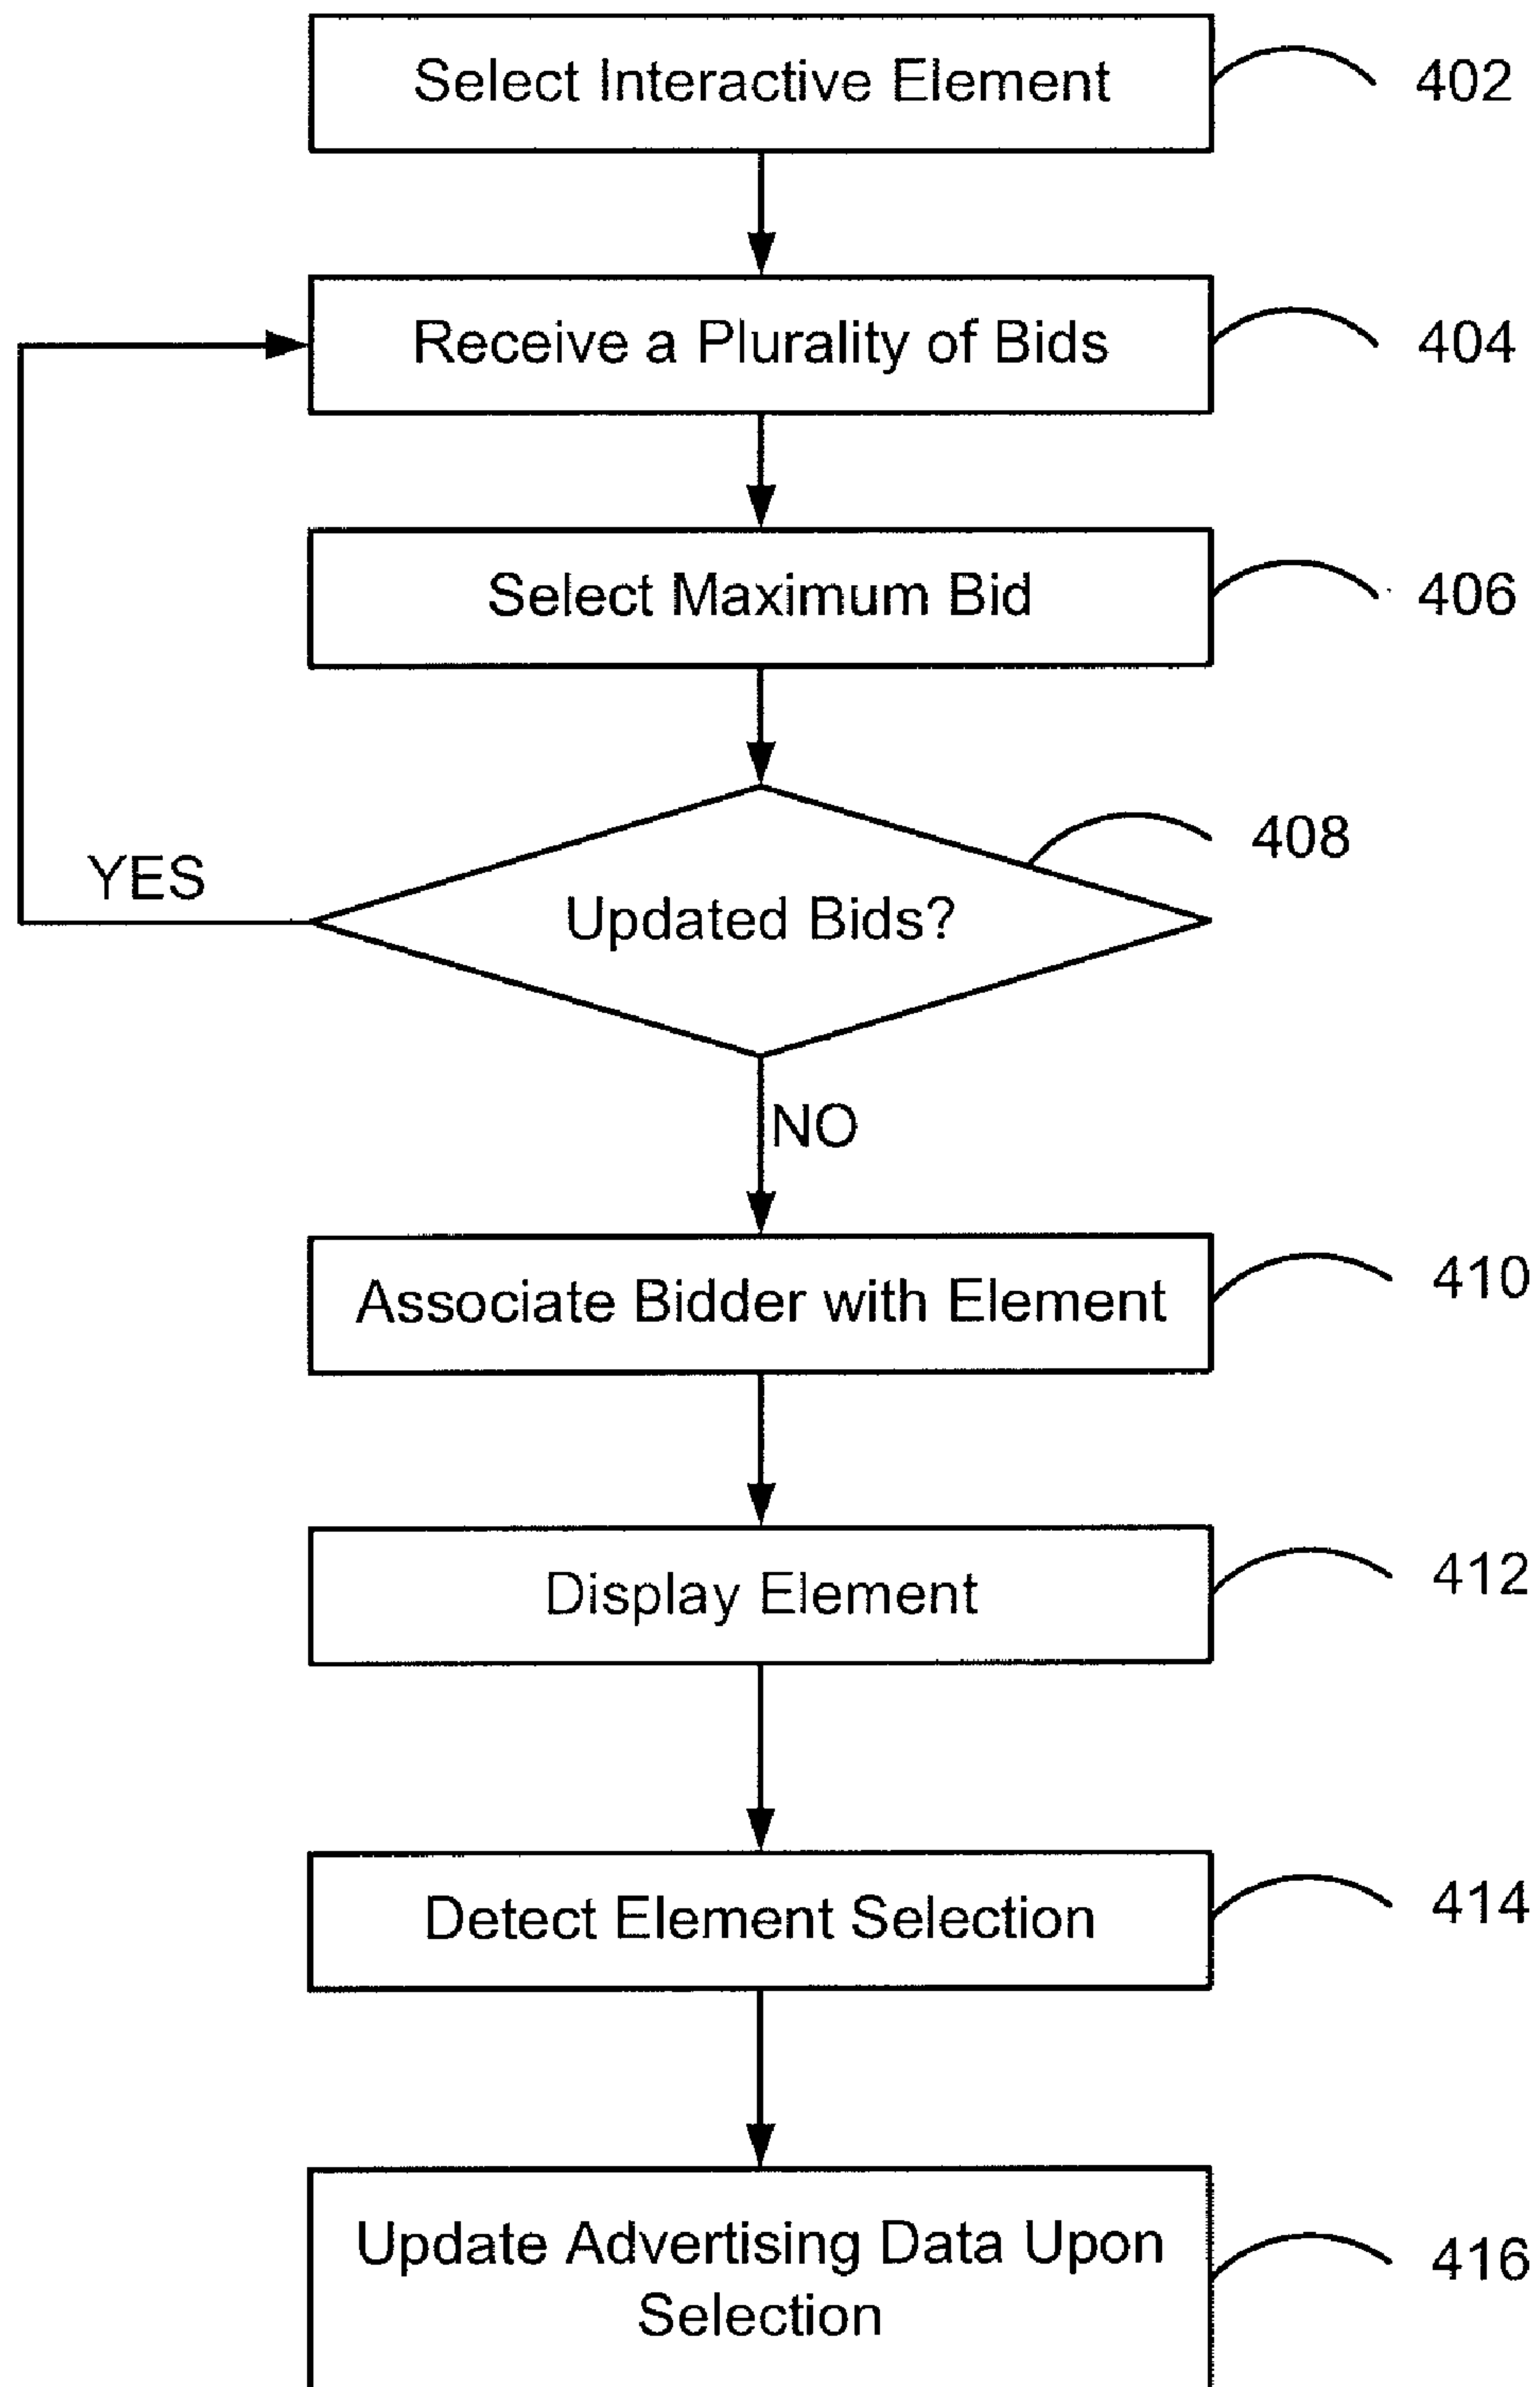 Select Interactive Element
402
Receive a Plurality of Bids
404
Select Maximum Bid
406
408
YES
Updated Bids?
NO
Associate Bidder with Element
410
Display Element
412
Detect Element Selection
414
Update Advertising Data Upon
Selection
416